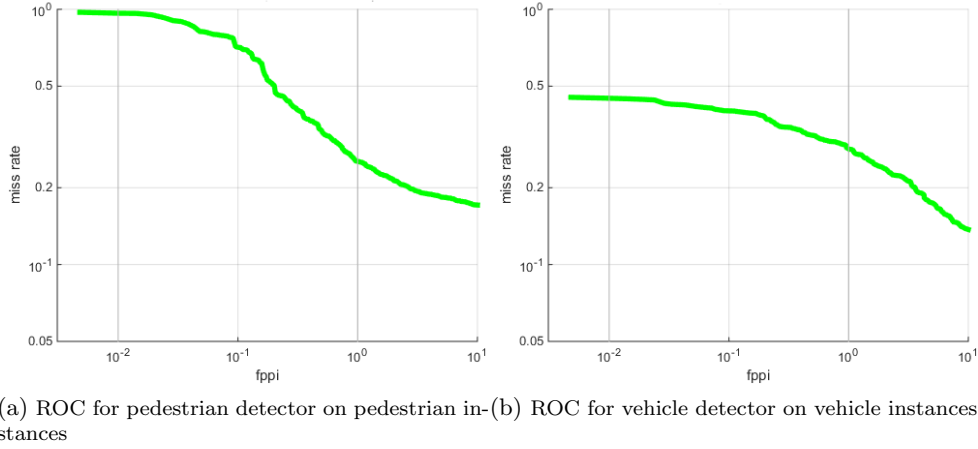 10^0
0.5
0.2
10^-1
0.05
miss rate
10^-2 10^-1 10^0 10^1
fppi
10^0
0.5
0.2
10^-1
0.05
miss rate
10^-2 10^-1 10^0 10^1
fppi
(a) ROC for pedestrian detector on pedestrian in-
stances
(b) ROC for vehicle detector on vehicle instances